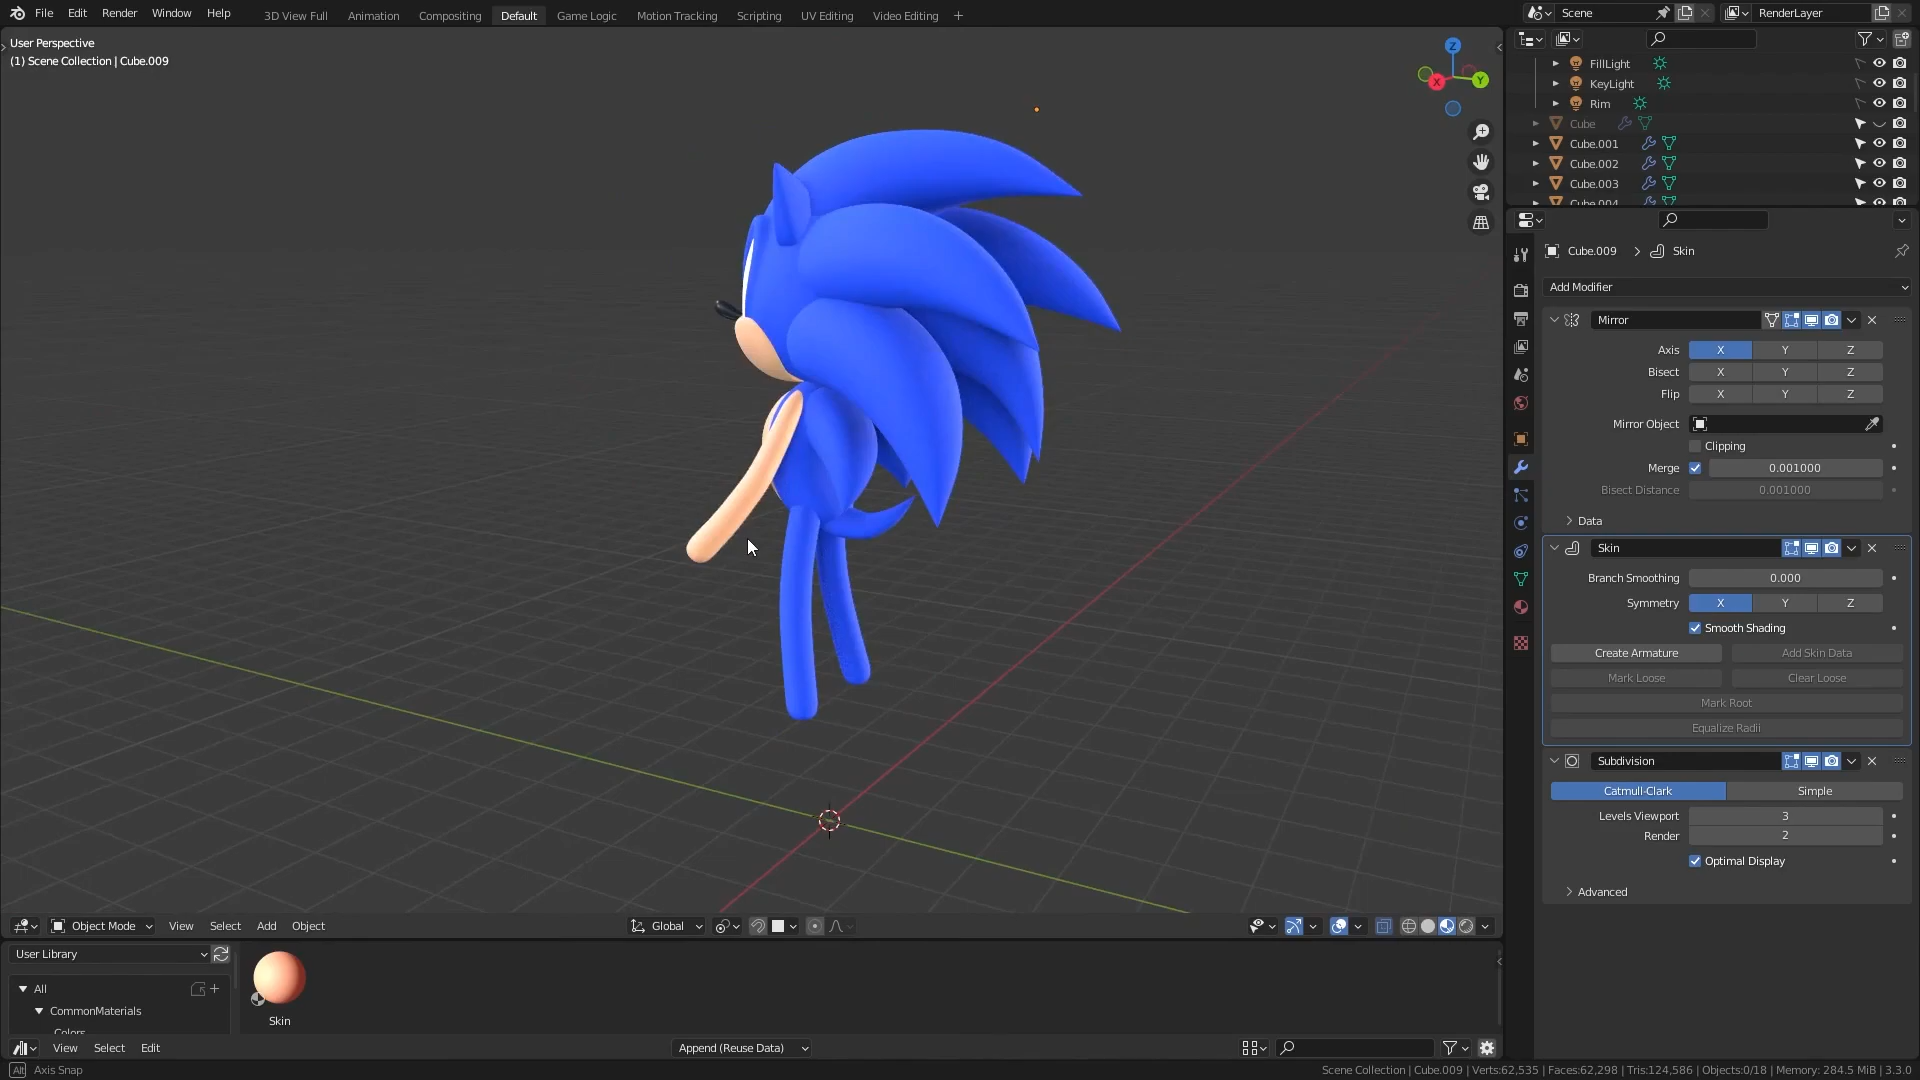 File Edit Render Window Help 3D View Full Animation Compositing Default Game Logic Motion Tracking Scripting UV Editing Video Editing + Scene RenderLayer
User Perspective
(1) Scene Collection | Cube.009
Z
X
Y
FillLight
KeyLight
Rim
Cube
Cube.001
Cube.002
Cube.003
Cube.004
Cube.009 > Skin
Add Modifier
Mirror
Axis X Y Z
Bisect X Y Z
Flip X Y Z
Mirror Object
Clipping
Merge 0.001000
Bisect Distance 0.001000
Data
Skin
Branch Smoothing 0.000
Symmetry X Y Z
Smooth Shading
Create Armature Add Skin Data
Mark Loose Clear Loose
Mark Root
Equalize Radii
Subdivision
Catmull-Clark Simple
Levels Viewport 3
Render 2
Optimal Display
Advanced
Object Mode View Select Add Object Global
User Library
All
CommonMaterials
Colors
Skin
View Select Edit Append (Reuse Data)
Alt Axis Snap
Scene Collection | Cube.009 | Verts:62,535 | Faces:62,298 | Tris:124,586 | Objects:0/18 | Memory: 284.5 MiB | 3.3.0